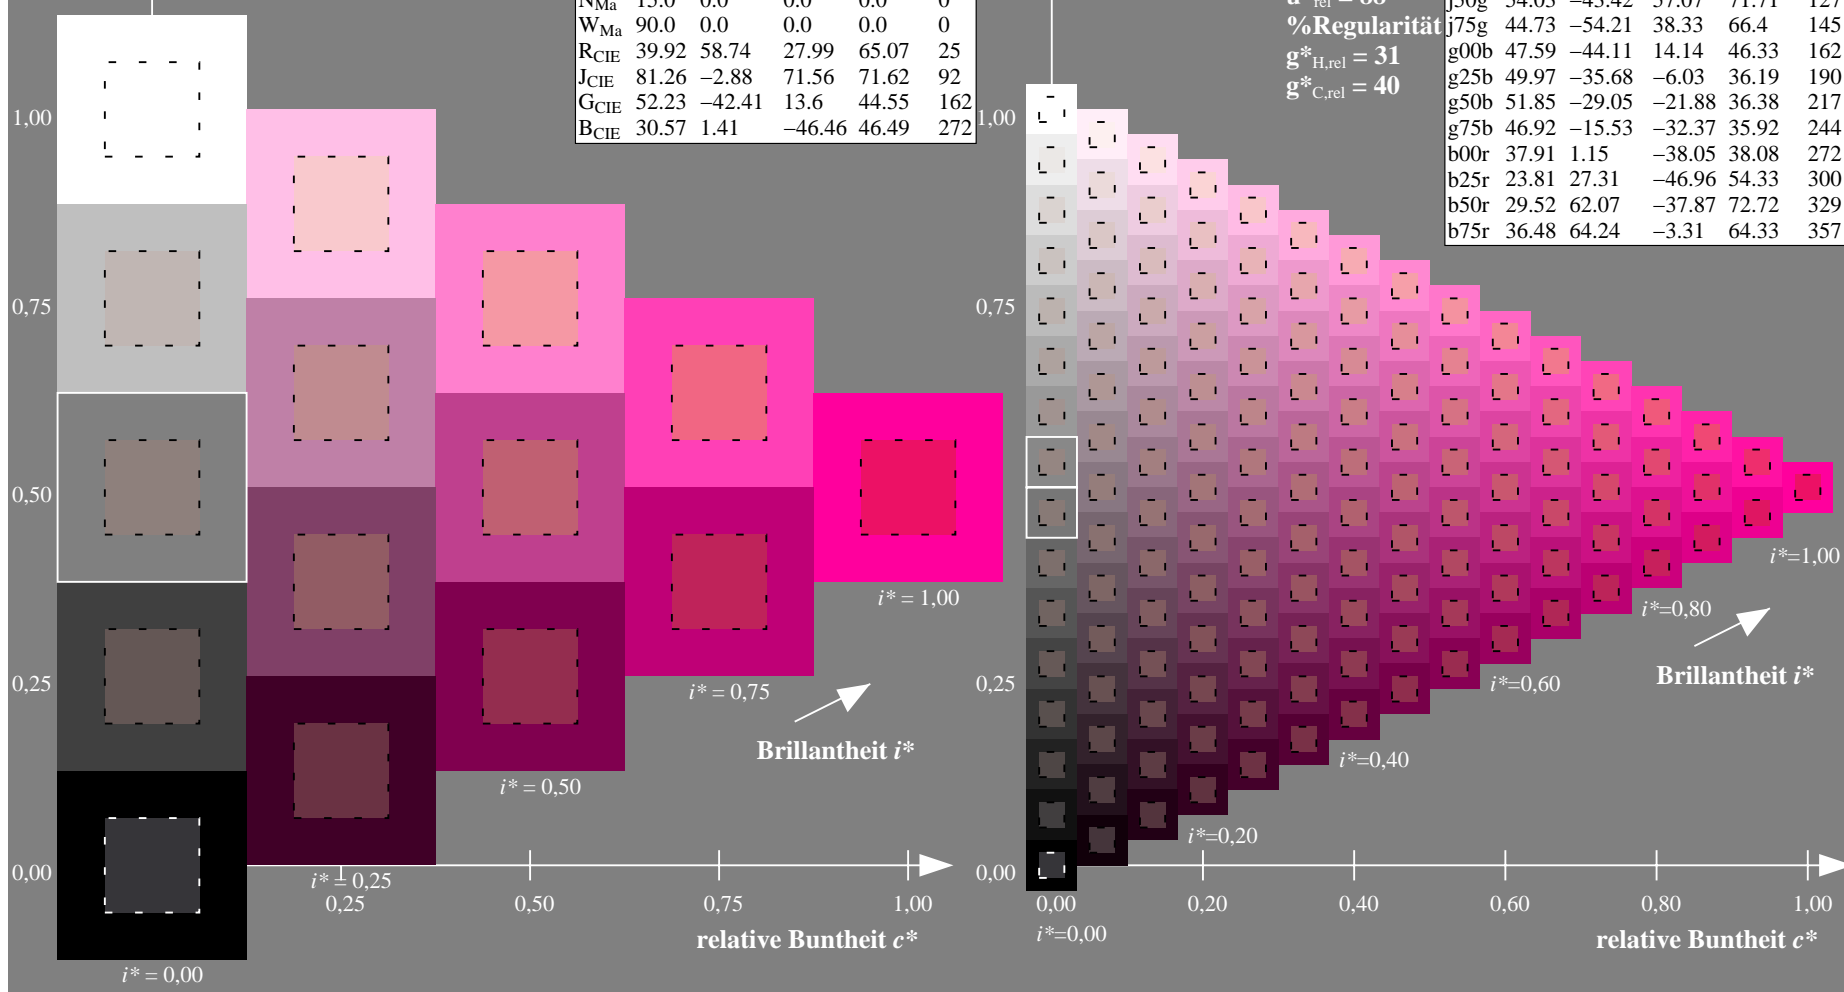 N_Ma 15.0 0.0 0.0 0.0 0
W_Ma 90.0 0.0 0.0 0.0 0
R_CIE 39.92 58.74 27.99 65.07 25
J_CIE 81.26 −2.88 71.56 71.62 92
G_CIE 52.23 −42.41 13.6 44.55 162
B_CIE 30.57 1.41 −46.46 46.49 272
%Regularität
g*_H,rel = 31
g*_C,rel = 40
j75g 44.73 −54.21 38.33 66.4 145
g00b 47.59 −44.11 14.14 46.33 162
g25b 49.97 −35.68 −6.03 36.19 190
g50b 51.85 −29.05 −21.88 36.38 217
g75b 46.92 −15.53 −32.37 35.92 244
b00r 37.91 1.15 −38.05 38.08 272
b25r 23.81 27.31 −46.96 54.33 300
b50r 29.52 62.07 −37.87 72.72 329
b75r 36.48 64.24 −3.31 64.33 357
1,00
0,75
0,50
0,25
0,00
i* = 1,00
i* = 0,75
Brillantheit i*
i* = 0,50
i* = 0,25
0,25 0,50 0,75 1,00
relative Buntheit c*
i* = 0,00
1,00
0,75
0,25
0,00
i*=1,00
i*=0,80
Brillantheit i*
i*=0,60
i*=0,40
i*=0,20
0,00 0,20 0,40 0,60 0,80 1,00
i*=0,00
relative Buntheit c*